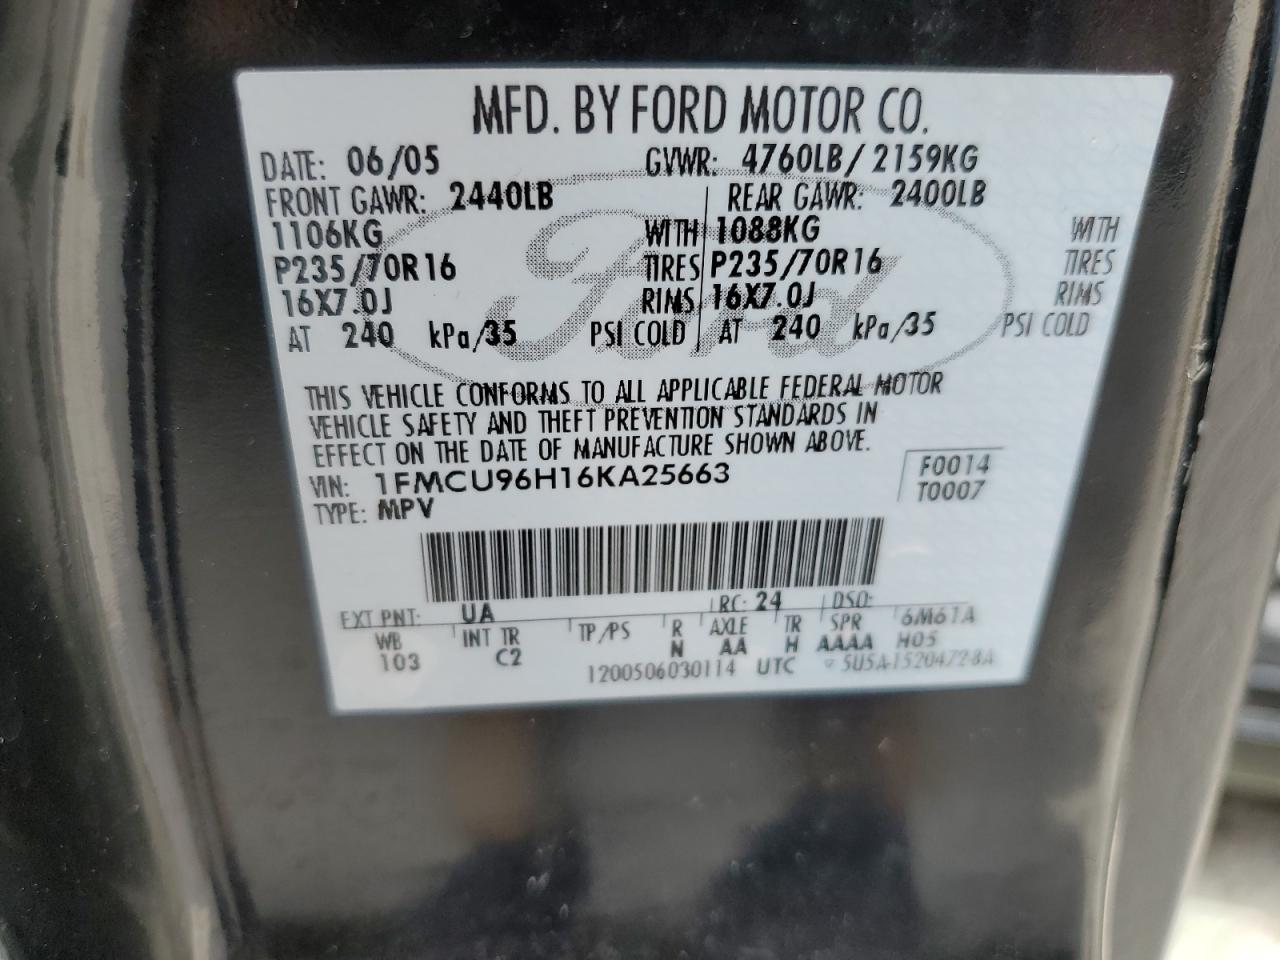 MFD. BY FORD MOTOR CO.
DATE: 06/05 GVWR: 4760LB/2159KG
FRONT GAWR: 2440LB REAR GAWR: 2400LB
1106KG WITH 1088KG WITH
P235/70R16 TIRES P235/70R16 TIRES
16X7.0J RIMS 16X7.0J RIMS
AT 240 kPa/35 PSI COLD AT 240 kPa/35 PSI COLD
Ford
THIS VEHICLE CONFORMS TO ALL APPLICABLE FEDERAL MOTOR
VEHICLE SAFETY AND THEFT PREVENTION STANDARDS IN
EFFECT ON THE DATE OF MANUFACTURE SHOWN ABOVE.
VIN: 1FMCU96H16KA25663 F0014
TYPE: MPV T0007
EXT PNT: UA RC: 24 DSO:
WB INT TR TP/PS R AXLE TR SPR 6M61A
103 C2 N AA H AAAA H05
1200506030114 UTC 5U5A-1520472-BA